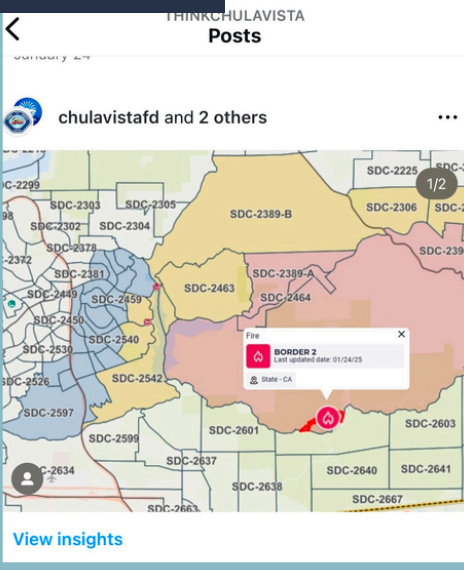 THINKCHULAVISTA
Posts
January 24
chulavistafd and 2 others
1/2
SDC-2225
SDC-2299
SDC-2303
SDC-2305
SDC-2389-B
SDC-2306
SDC-2302
SDC-2304
SDC-2378
2372
SDC-2381
SDC-2389-A
SDC-239
SDC-2449
SDC-2459
SDC-2463
SDC-2464
SDC-2450
SDC-2540
SDC-2530
Fire
BORDER 2
Last updated date: 01/24/25
State - CA
SDC-2526
SDC-2542
SDC-2597
SDC-2599
SDC-2601
SDC-2603
SDC-2637
C-2634
SDC-2640
SDC-2641
SDC-2638
SDC-2667
SDC-2663
View insights